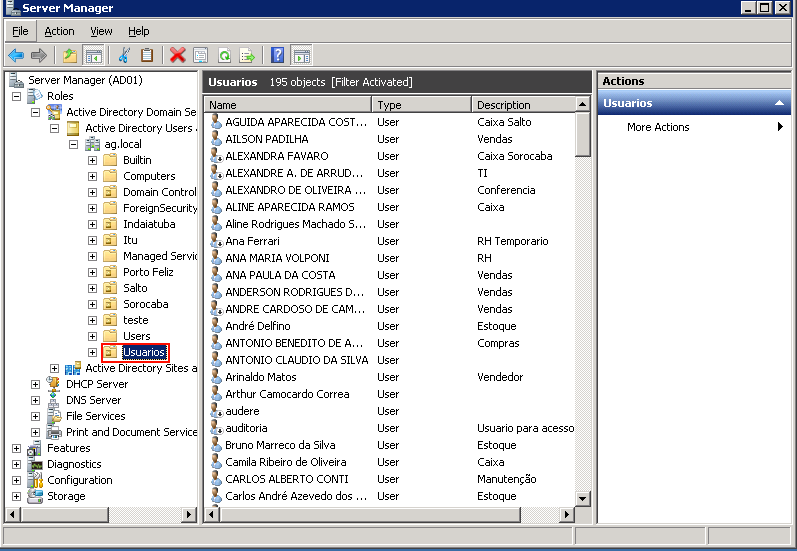 Server Manager
File Action View Help
Server Manager (AD01)
Roles
Active Directory Domain Se
Active Directory Users
ag.local
Builtin
Computers
Domain Control
ForeignSecurity
Indaiatuba
Itu
Managed Servic
Porto Feliz
Salto
Sorocaba
teste
Users
Usuarios
Active Directory Sites a
DHCP Server
DNS Server
File Services
Print and Document Service
Features
Diagnostics
Configuration
Storage
Usuarios 195 objects [Filter Activated]
Name Type Description
AGUIDA APARECIDA COST... User Caixa Salto
AILSON PADILHA User Vendas
ALEXANDRA FAVARO User Caixa Sorocaba
ALEXANDRE A. DE ARRUD... User TI
ALEXANDRO DE OLIVEIRA ... User Conferencia
ALINE APARECIDA RAMOS User Caixa
Aline Rodrigues Machado S... User
Ana Ferrari User RH Temporario
ANA MARIA VOLPONI User RH
ANA PAULA DA COSTA User Vendas
ANDERSON RODRIGUES D... User Vendas
ANDRE CARDOSO DE CAM... User Vendas
André Delfino User Estoque
ANTONIO BENEDITO DE A... User Compras
ANTONIO CLAUDIO DA SILVA User
Arinaldo Matos User Vendedor
Arthur Camocardo Correa User
audere User
auditoria User Usuario para acesso
Bruno Marreco da Silva User Estoque
Camila Ribeiro de Oliveira User Caixa
CARLOS ALBERTO CONTI User Manutenção
Carlos André Azevedo dos ... User Estoque
Actions
Usuarios
More Actions